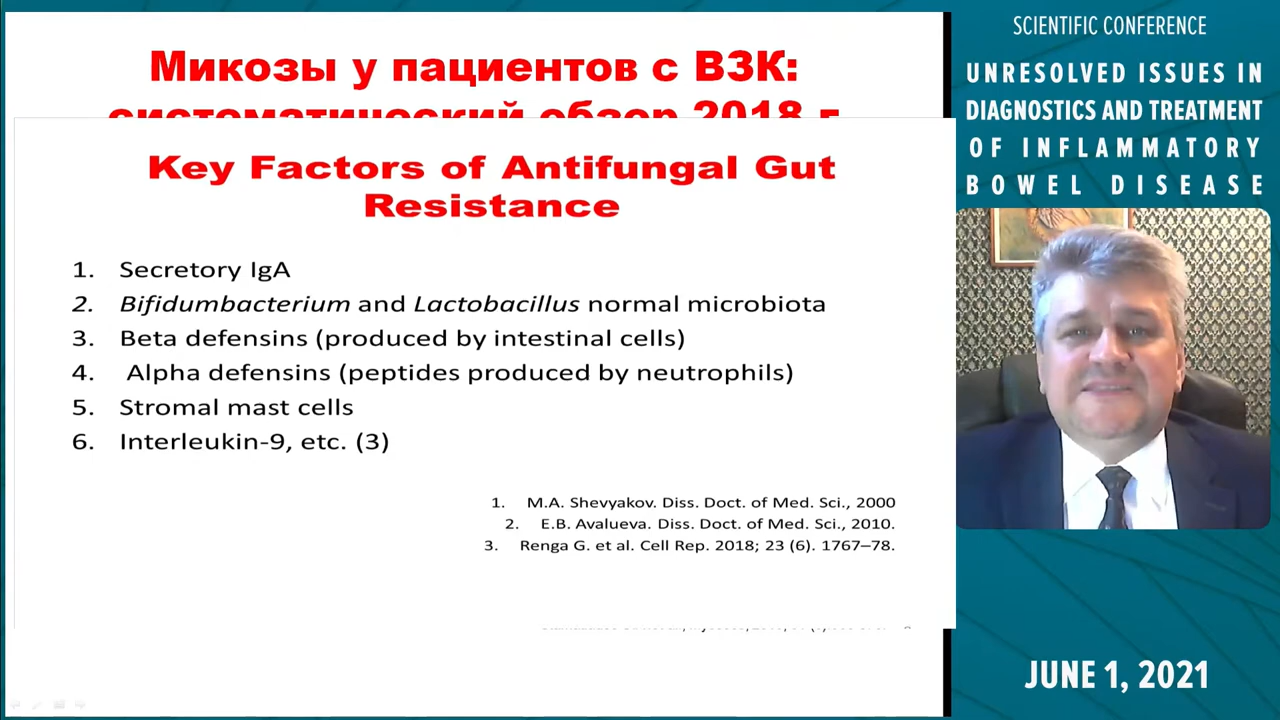 Микозы у пациентов с ВЗК:
систематический обзор 2018 г
Key Factors of Antifungal Gut
Resistance
1. Secretory IgA
2. Bifidumbacterium and Lactobacillus normal microbiota
3. Beta defensins (produced by intestinal cells)
4. Alpha defensins (peptides produced by neutrophils)
5. Stromal mast cells
6. Interleukin-9, etc. (3)
1. M.A. Shevyakov. Diss. Doct. of Med. Sci., 2000
2. E.B. Avalueva. Diss. Doct. of Med. Sci., 2010.
3. Renga G. et al. Cell Rep. 2018; 23 (6). 1767–78.
SCIENTIFIC CONFERENCE
UNRESOLVED ISSUES IN
DIAGNOSTICS AND TREATMENT
OF INFLAMMATORY
BOWEL DISEASE
JUNE 1, 2021